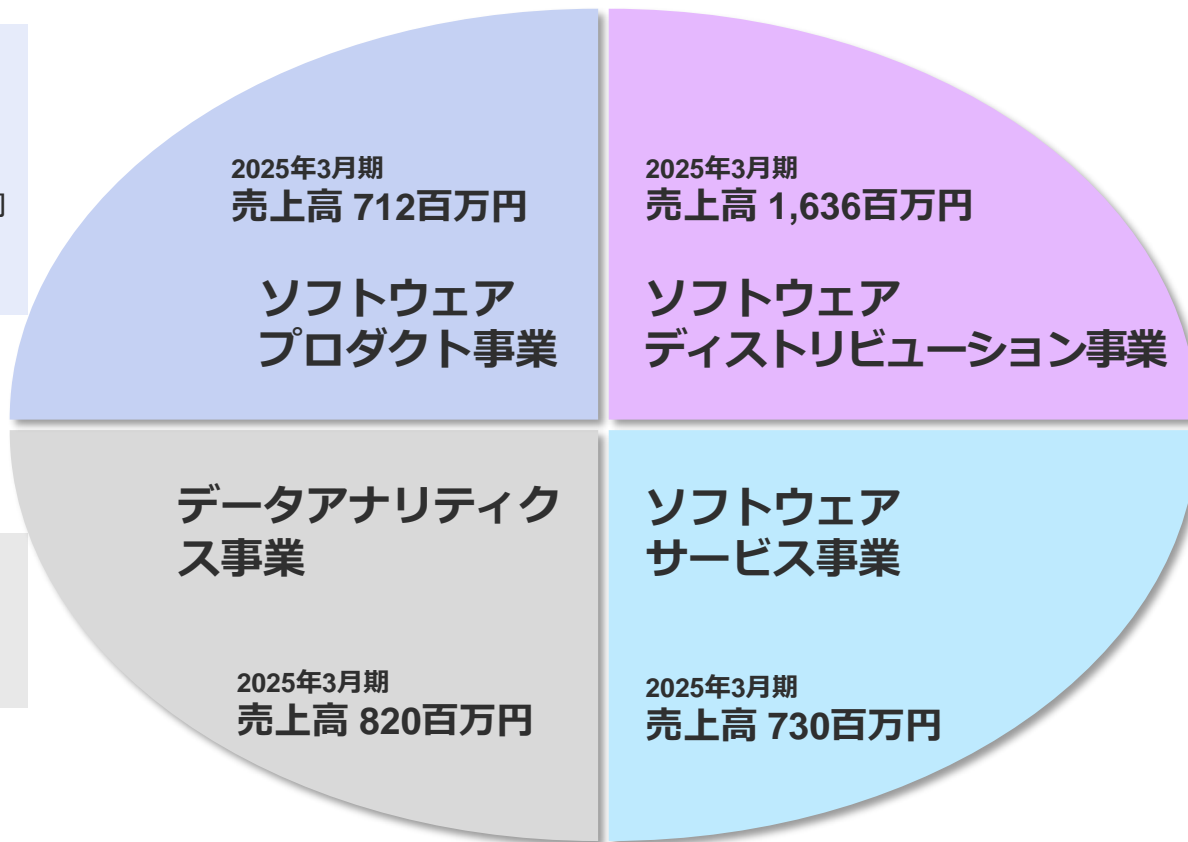 2025年3月期
売上高 712百万円
ソフトウェア
プロダクト事業
2025年3月期
売上高 1,636百万円
ソフトウェア
ディストリビューション事業
データアナリティク
ス事業
2025年3月期
売上高 820百万円
ソフトウェア
サービス事業
2025年3月期
売上高 730百万円